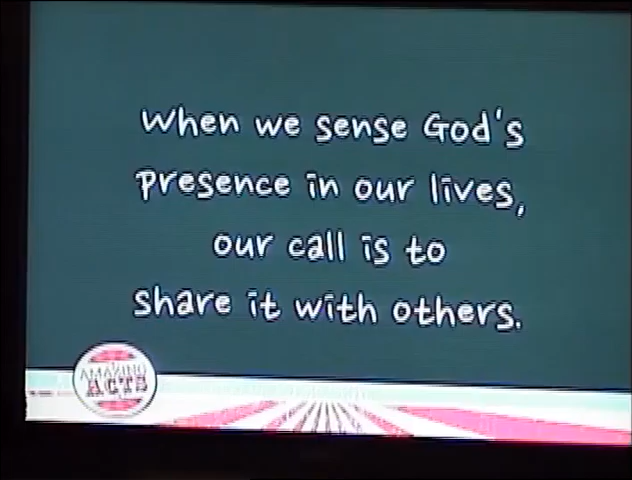 When we sense God's
presence in our lives,
our call is to
share it with others.
AMAZING
ACTS